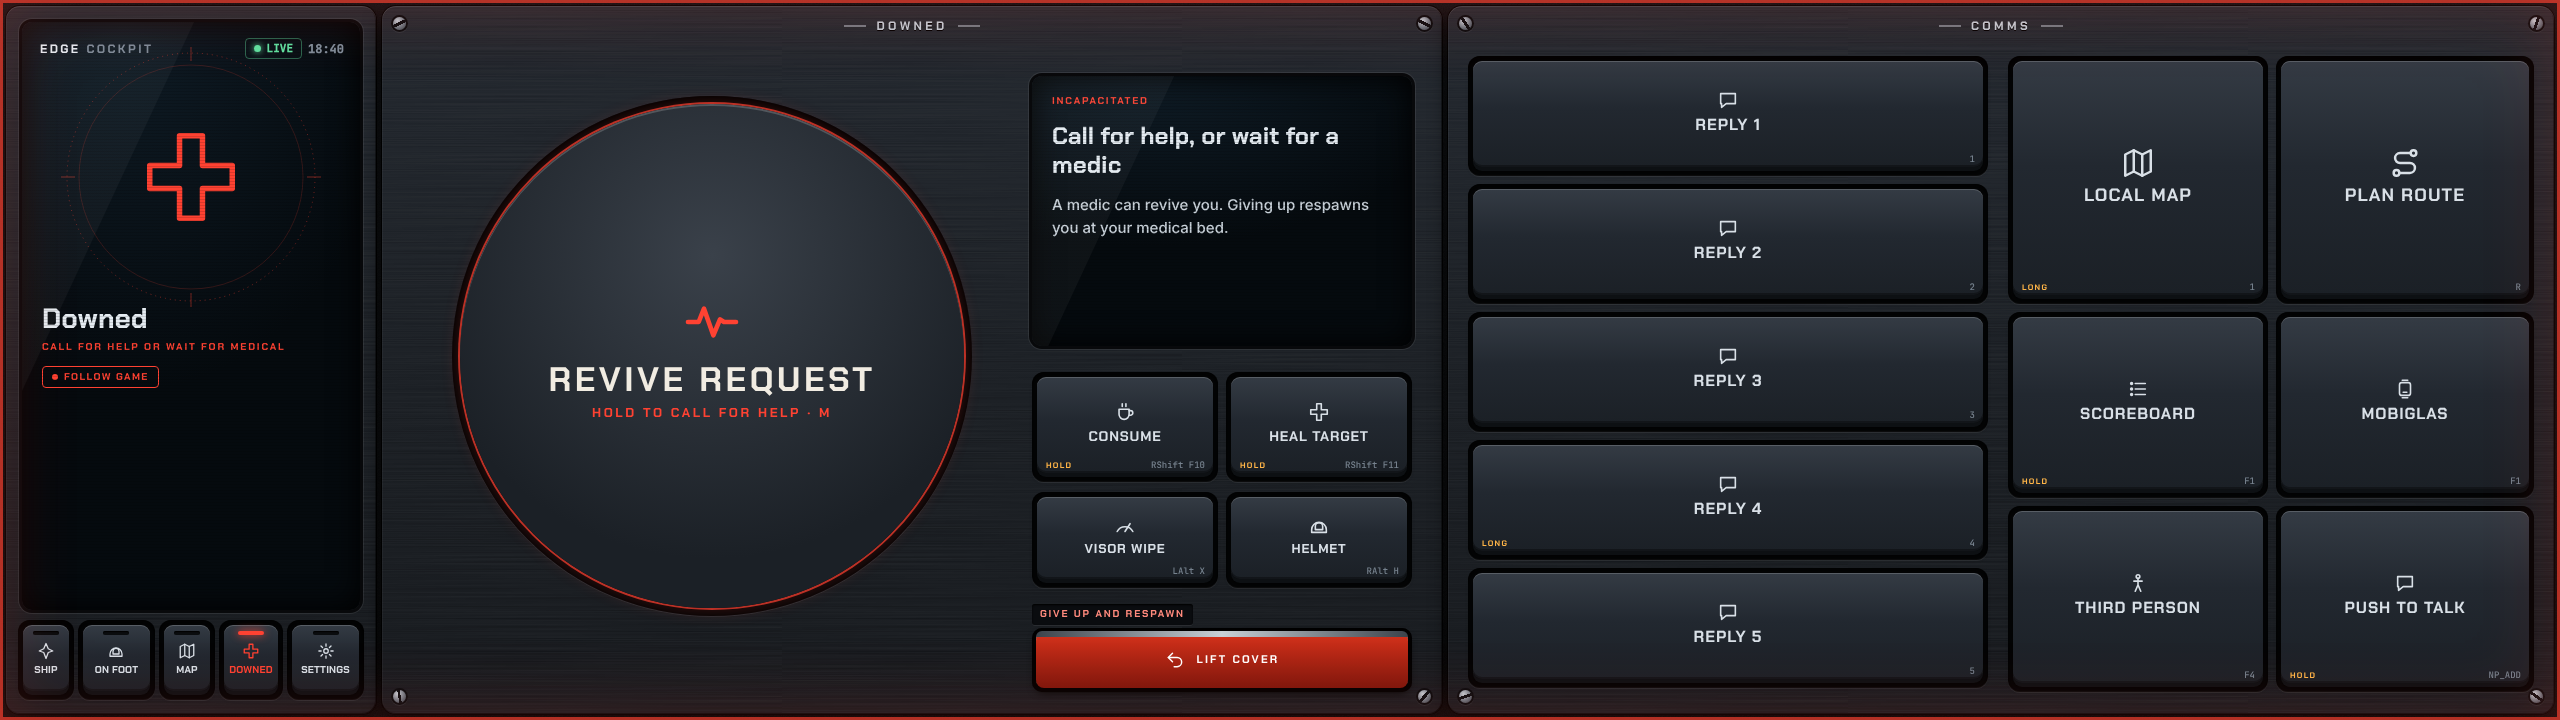 EDGE COCKPIT
LIVE 18:40
Downed
CALL FOR HELP OR WAIT FOR MEDICAL
FOLLOW GAME
SHIP
ON FOOT
MAP
DOWNED
SETTINGS
DOWNED
REVIVE REQUEST
HOLD TO CALL FOR HELP · M
INCAPACITATED
Call for help, or wait for a
medic
A medic can revive you. Giving up respawns
you at your medical bed.
CONSUME
HOLD RShift F10
HEAL TARGET
HOLD RShift F11
VISOR WIPE
LAlt X
HELMET
RAlt H
GIVE UP AND RESPAWN
LIFT COVER
COMMS
REPLY 1
1
REPLY 2
2
REPLY 3
3
REPLY 4
LONG 4
REPLY 5
5
LOCAL MAP
LONG 1
PLAN ROUTE
R
SCOREBOARD
HOLD F1
MOBIGLAS
F1
THIRD PERSON
F4
PUSH TO TALK
HOLD NP_ADD